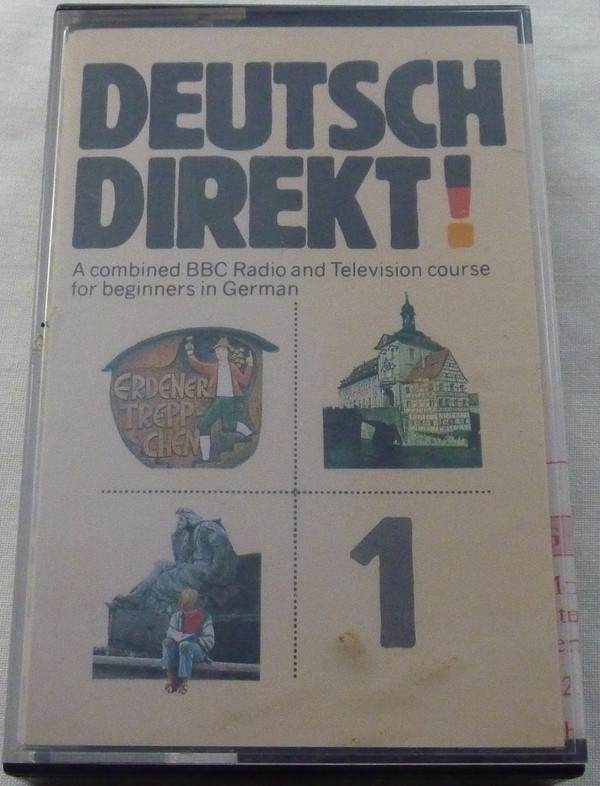 DEUTSCH
DIREKT!
A combined BBC Radio and Television course
for beginners in German
ERDENER
TREPP-
CHEN
1